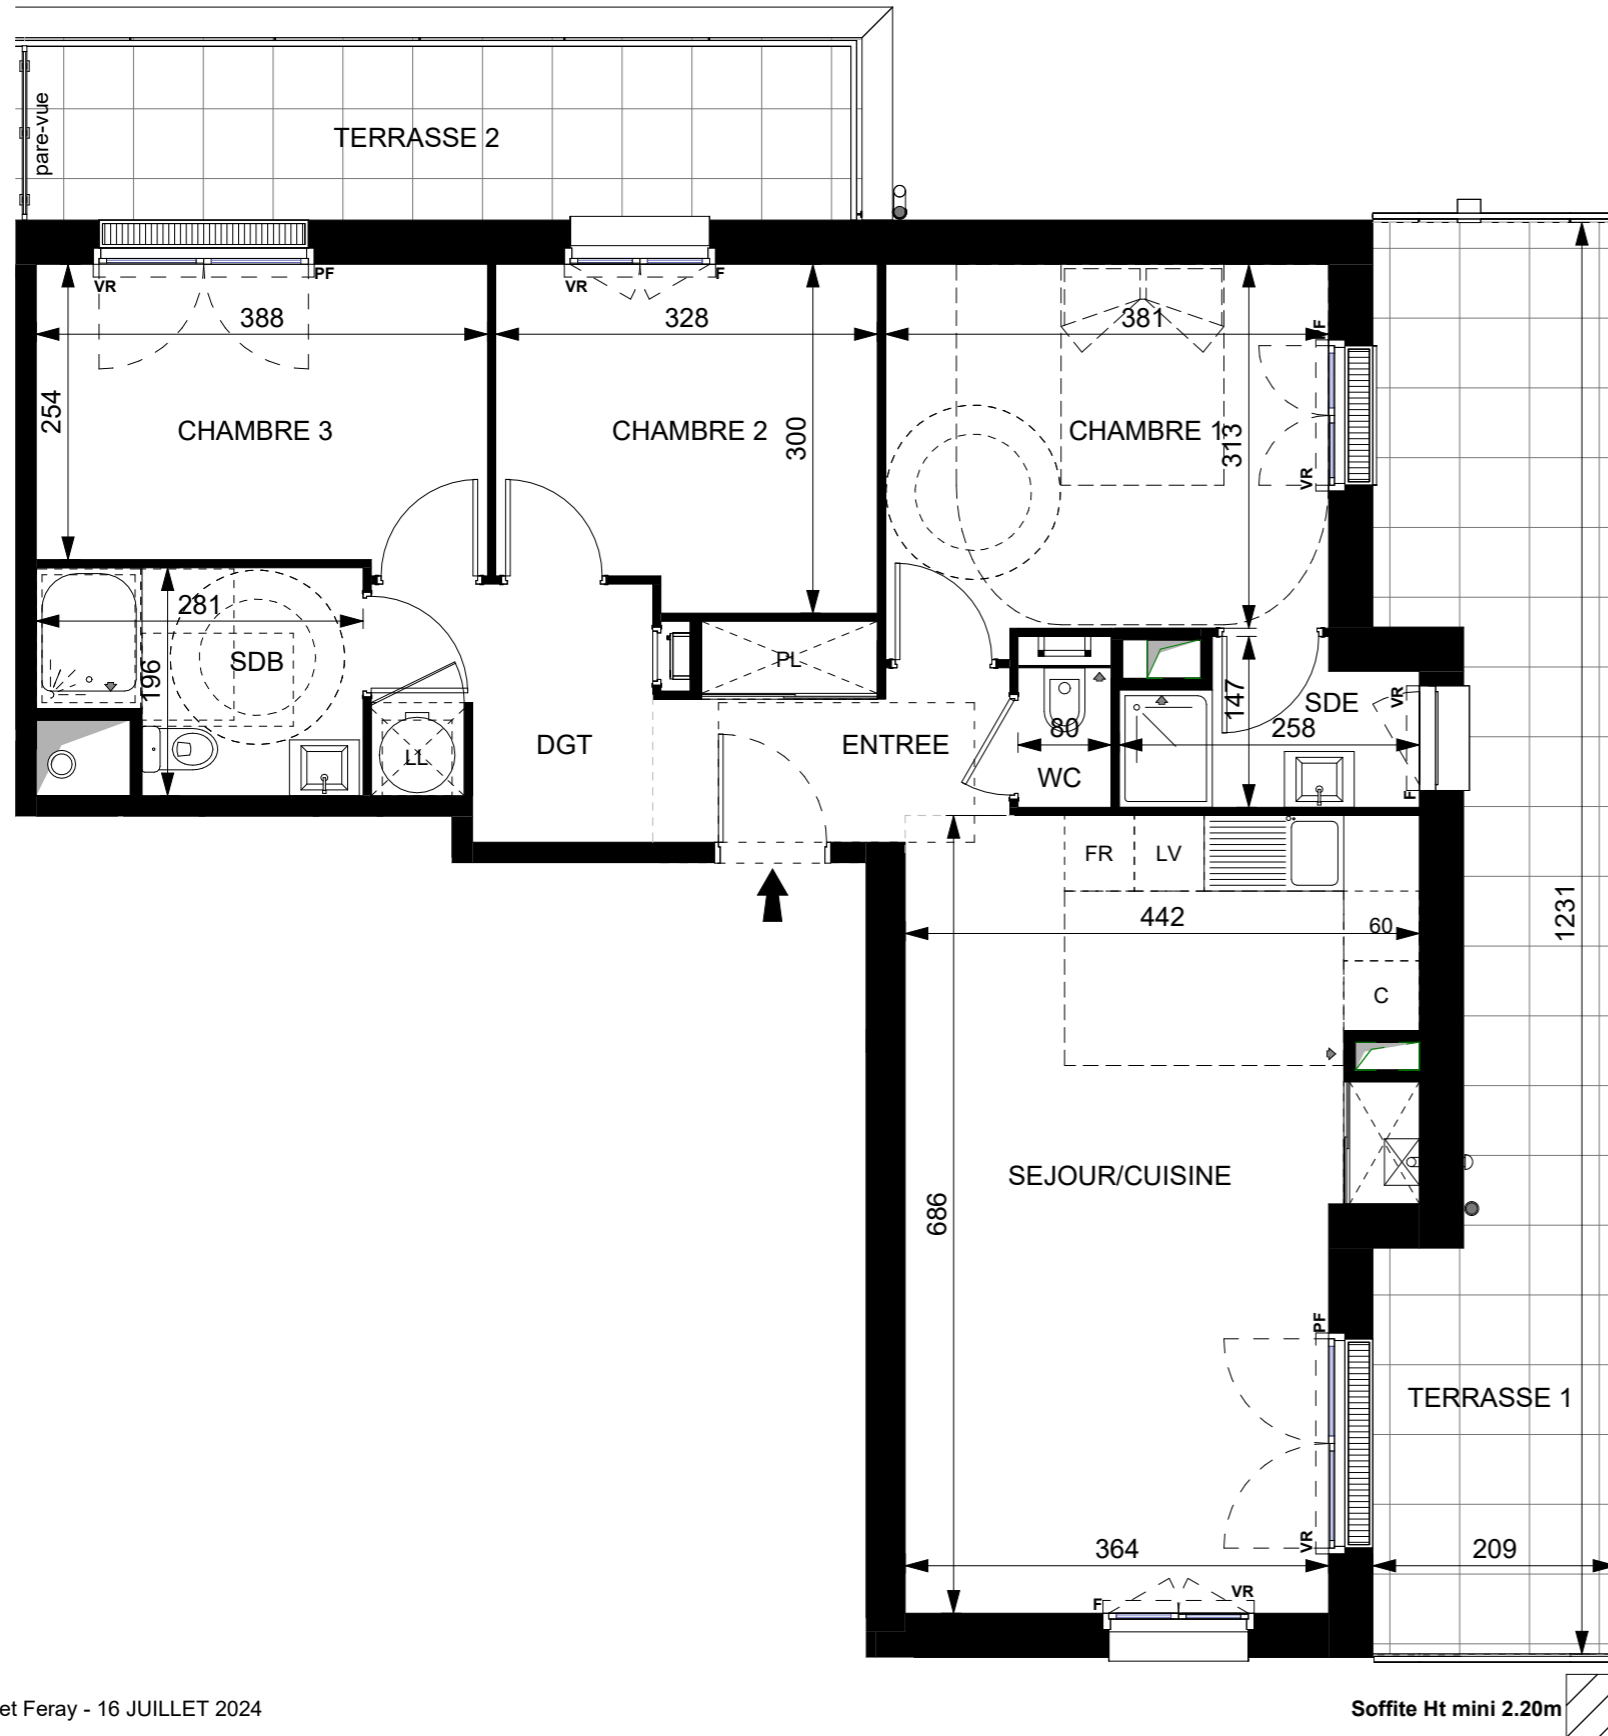 pare-vue
TERRASSE 2
VR
PF
VR
F
F
388
328
381
254
CHAMBRE 3
CHAMBRE 2
300
CHAMBRE 1
313
VR
281
SDB
196
PL
147
SDE
VR
80
258
LL
DGT
ENTREE
WC
F
FR
LV
442
60
1231
C
SEJOUR/CUISINE
686
PF
TERRASSE 1
VR
364
209
F
VR
et Feray - 16 JUILLET 2024
Soffite Ht mini 2.20m